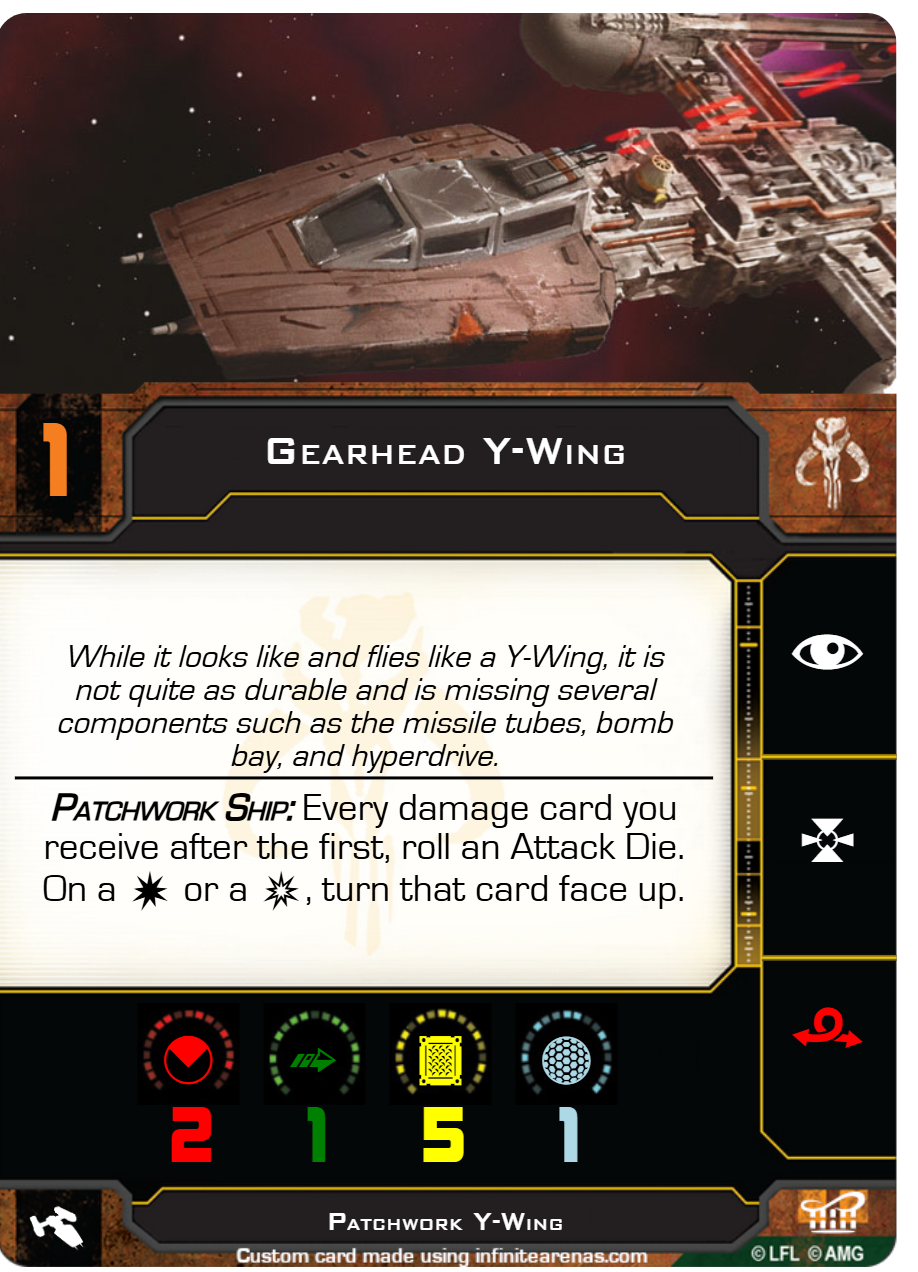 1
Gearhead Y-Wing
While it looks like and flies like a Y-Wing, it is
not quite as durable and is missing several
components such as the missile tubes, bomb
bay, and hyperdrive.
Patchwork Ship: Every damage card you
receive after the first, roll an Attack Die.
On a or a , turn that card face up.
2 1 5 1
Patchwork Y-Wing
Custom card made using infinitearenas.com
© LFL © AMG